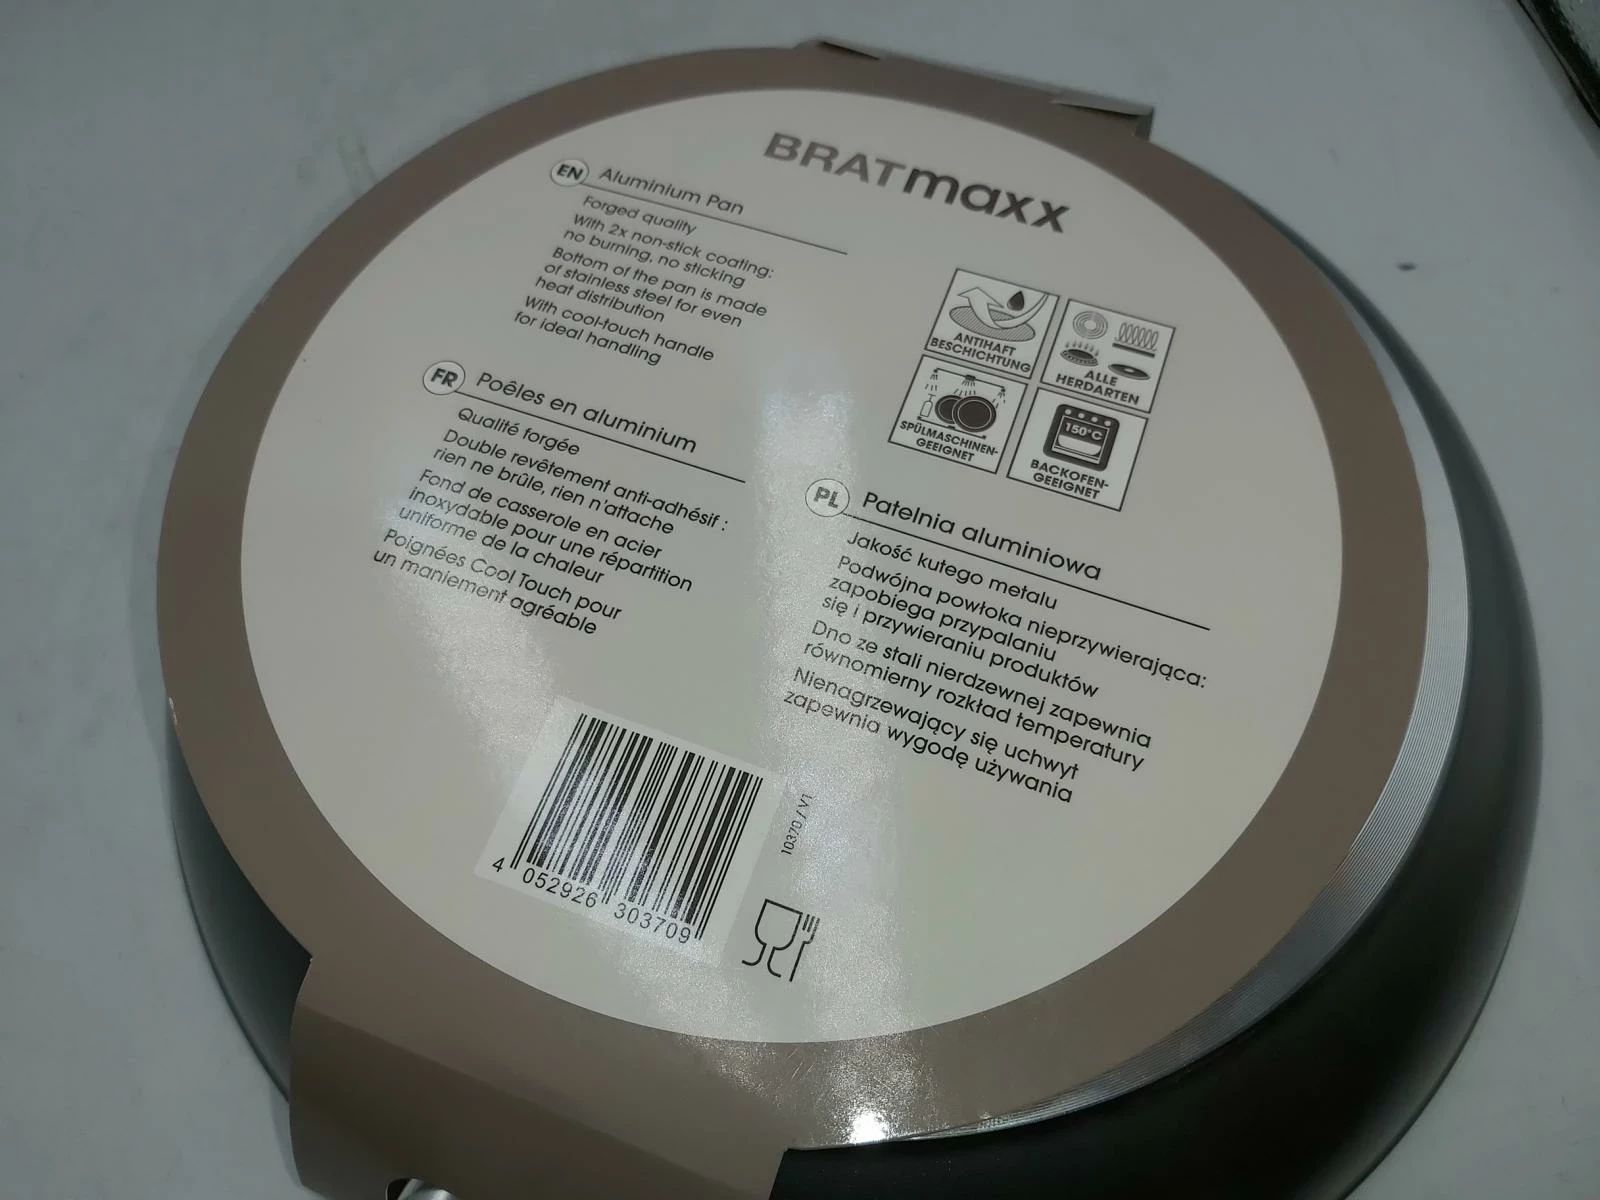 BRATmaxx
EN Aluminium Pan
Forged quality
With 2x non-stick coating:
no burning, no sticking
Bottom of the pan is made
of stainless steel for even
heat distribution
With cool-touch handle
for ideal handling
ANTIHAFT
BESCHICHTUNG
ALLE
HERDARTEN
SPÜLMASCHINEN-
GEEIGNET
150°C
BACKOFEN-
GEEIGNET
FR Poêles en aluminium
Qualité forgée
Double revêtement anti-adhésif :
rien ne brûle, rien n'attache
Fond de casserole en acier
inoxydable pour une répartition
uniforme de la chaleur
Poignées Cool Touch pour
un maniement agréable
PL Patelnia aluminiowa
Jakość kutego metalu
Podwójna powłoka nieprzywierająca:
zapobiega przypalaniu
się i przywieraniu produktów
Dno ze stali nierdzewnej zapewnia
równomierny rozkład temperatury
Nienagrzewający się uchwyt
zapewnia wygodę używania
10370 / V1
4 052926 303709